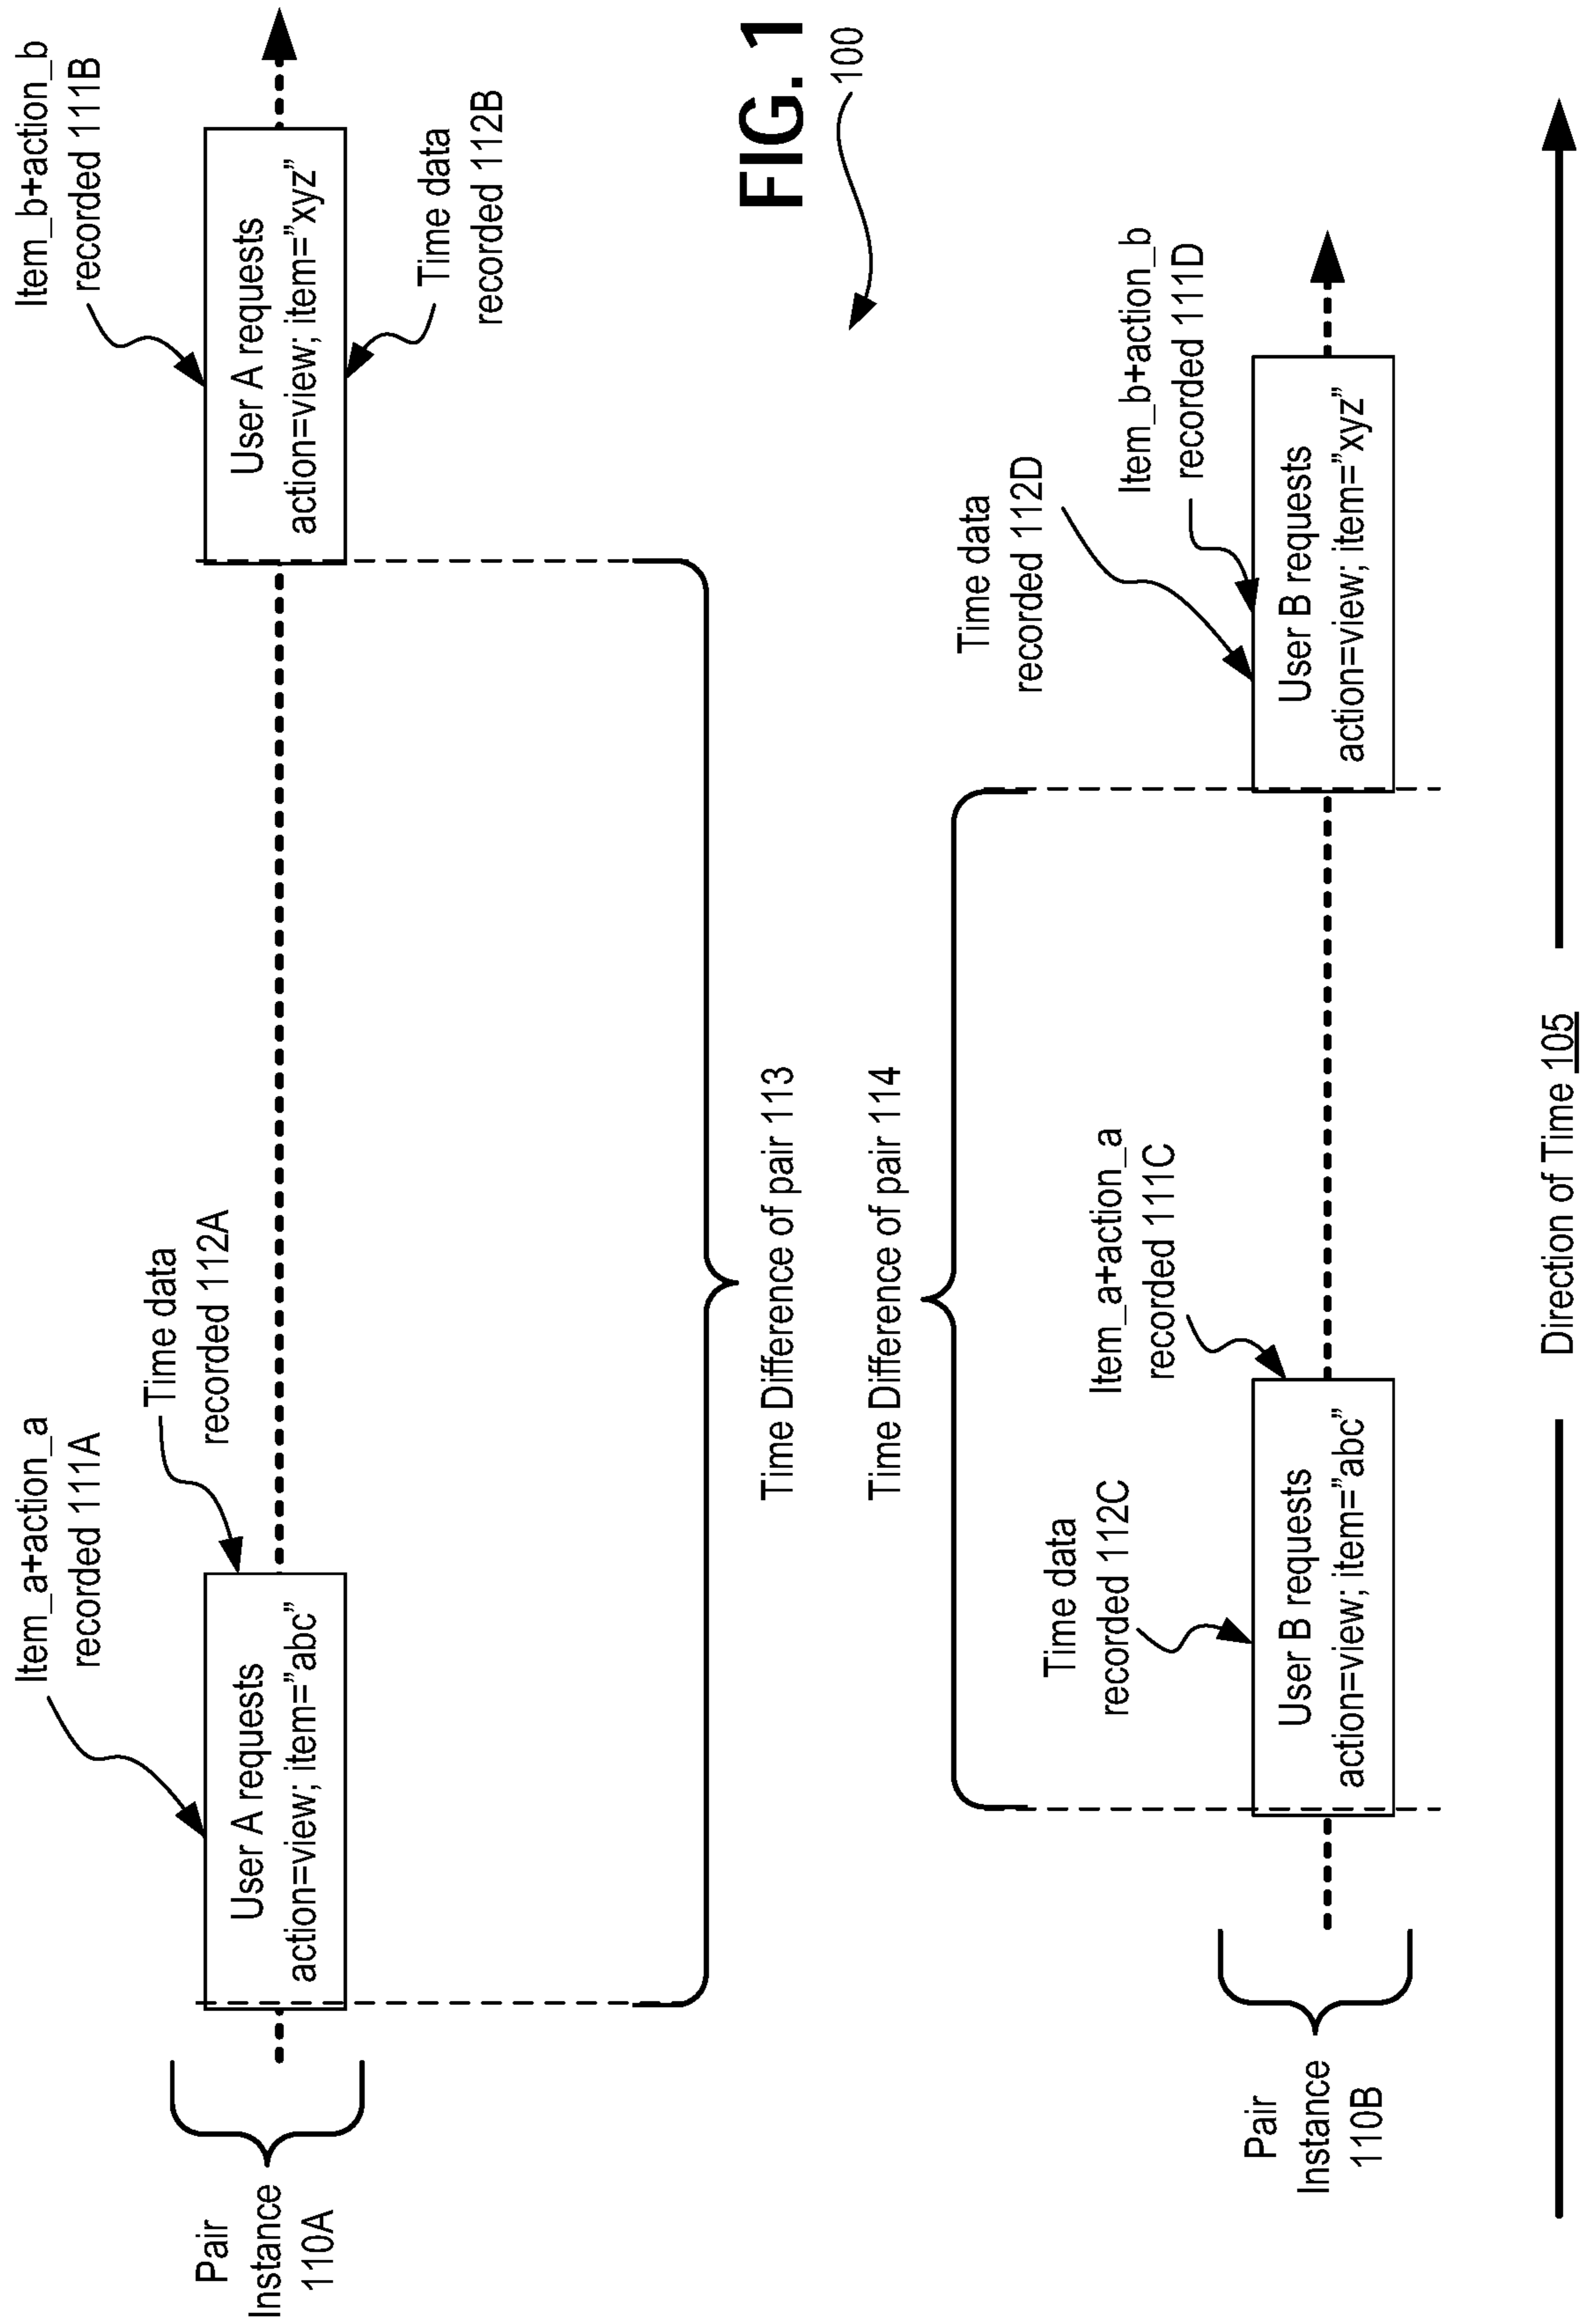 Item_a+action_a
recorded 111A
Time data
recorded 112A
Item_b+action_b
recorded 111B
Pair
Instance
110A
User A requests
action=view; item=”abc”
User A requests
action=view; item=”xyz”
Time data
recorded 112B
Time Difference of pair 113
FIG. 1
100
Time Difference of pair 114
Time data
recorded 112C
Item_a+action_a
recorded 111C
Time data
recorded 112D
Item_b+action_b
recorded 111D
Pair
Instance
110B
User B requests
action=view; item=”abc”
User B requests
action=view; item=”xyz”
Direction of Time 105